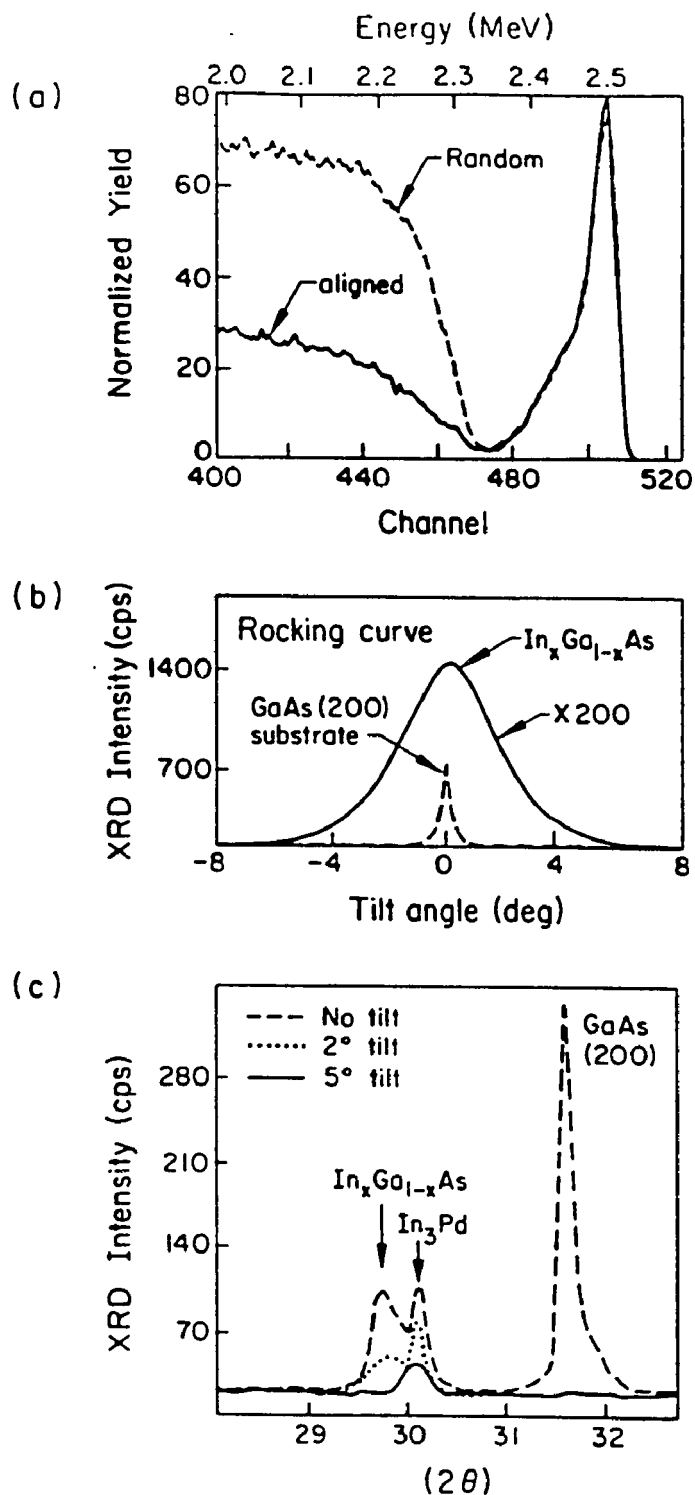 (a)
Energy (MeV)
2.0 2.1 2.2 2.3 2.4 2.5
Normalized Yield
80
60
40
20
0
Random
aligned
400 440 480 520
Channel
(b)
XRD Intensity (cps)
1400
700
Rocking curve
InₓGa₁₋ₓAs
GaAs (200)
substrate
X200
-8 -4 0 4 8
Tilt angle (deg)
(c)
XRD Intensity (cps)
280
210
140
70
No tilt
2° tilt
5° tilt
GaAs
(200)
InₓGa₁₋ₓAs
In₃Pd
29 30 31 32
(2θ)